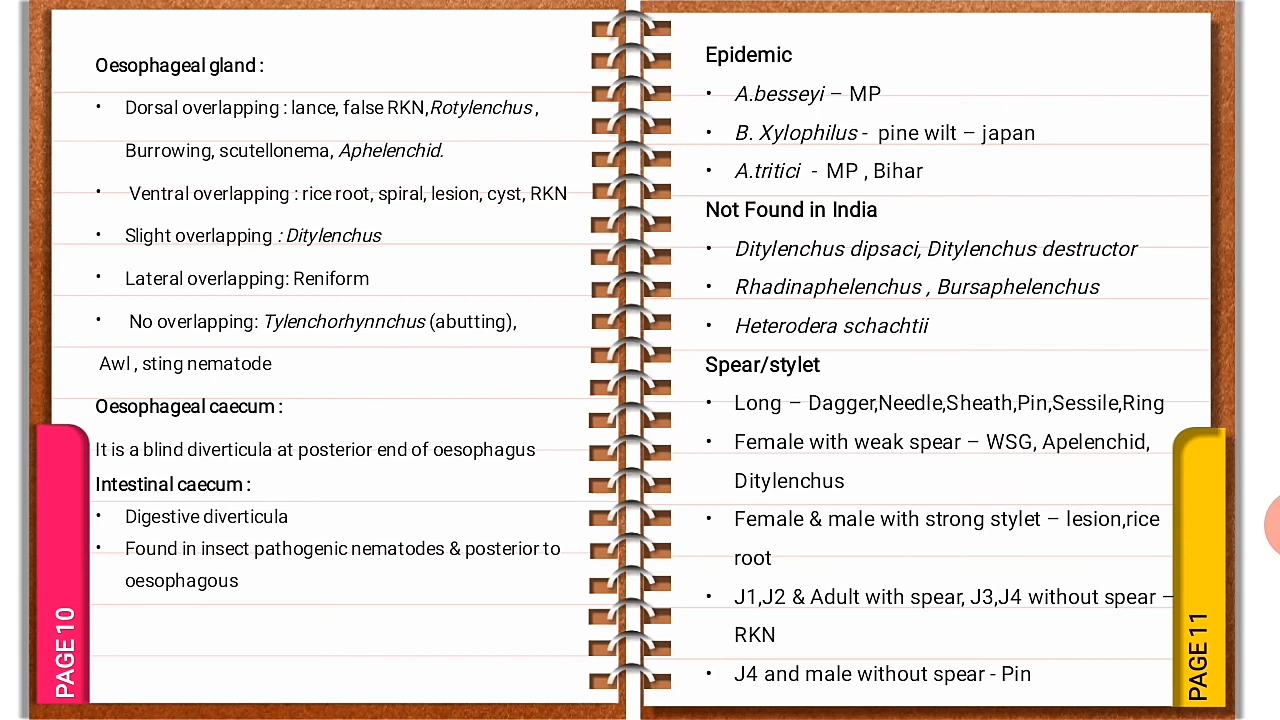 Oesophageal gland :
• Dorsal overlapping : lance, false RKN,Rotylenchus ,
Burrowing, scutellonema, Aphelenchid.
• Ventral overlapping : rice root, spiral, lesion, cyst, RKN
• Slight overlapping : Ditylenchus
• Lateral overlapping: Reniform
• No overlapping: Tylenchorhynnchus (abutting),
Awl , sting nematode
Oesophageal caecum :
It is a blind diverticula at posterior end of oesophagus
Intestinal caecum :
• Digestive diverticula
• Found in insect pathogenic nematodes & posterior to
oesophagous
PAGE 10
Epidemic
• A.besseyi – MP
• B. Xylophilus - pine wilt – japan
• A.tritici - MP , Bihar
Not Found in India
• Ditylenchus dipsaci, Ditylenchus destructor
• Rhadinaphelenchus , Bursaphelenchus
• Heterodera schachtii
Spear/stylet
• Long – Dagger,Needle,Sheath,Pin,Sessile,Ring
• Female with weak spear – WSG, Apelenchid,
Ditylenchus
• Female & male with strong stylet – lesion,rice
root
• J1,J2 & Adult with spear, J3,J4 without spear –
RKN
• J4 and male without spear - Pin
PAGE 11